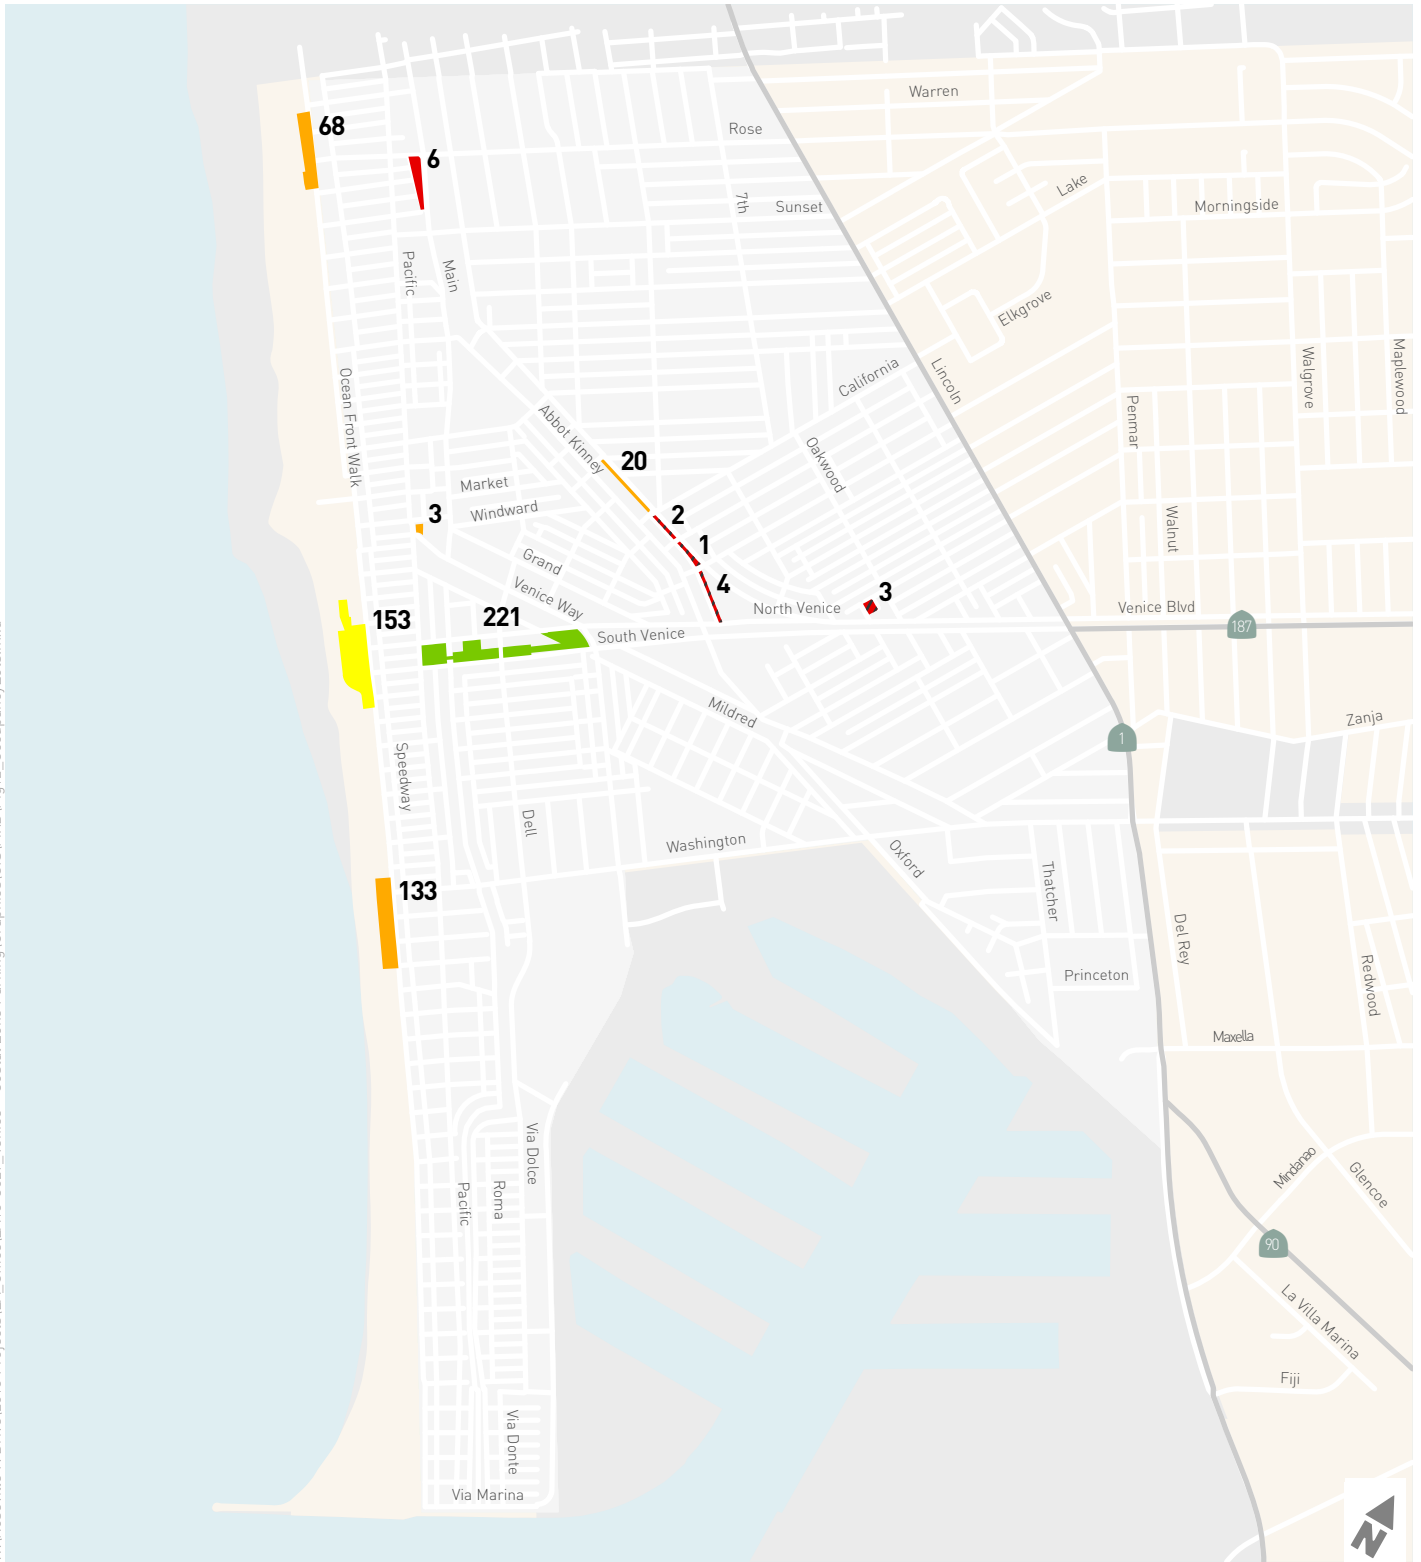 Warren
68
Rose
6
Lake
7th
Sunset
Morningside
Pacific
Main
Elkgrove
Ocean Front Walk
California
Lincoln
Walgrove
Maplewood
Penmar
Abbot Kinney
Oakwood
20
Market
Windward
3
2
1
Walnut
Grand
4
Venice Way
3
North Venice
Venice Blvd
187
153
221
South Venice
Mildred
Zanja
1
Speedway
Dell
Washington
Oxford
Thatcher
133
Del Rey
Princeton
Redwood
Maxella
Via Dolce
Mindanao
Glencoe
Pacific
Roma
90
La Villa Marina
Fiji
Via Donte
Via Marina
N